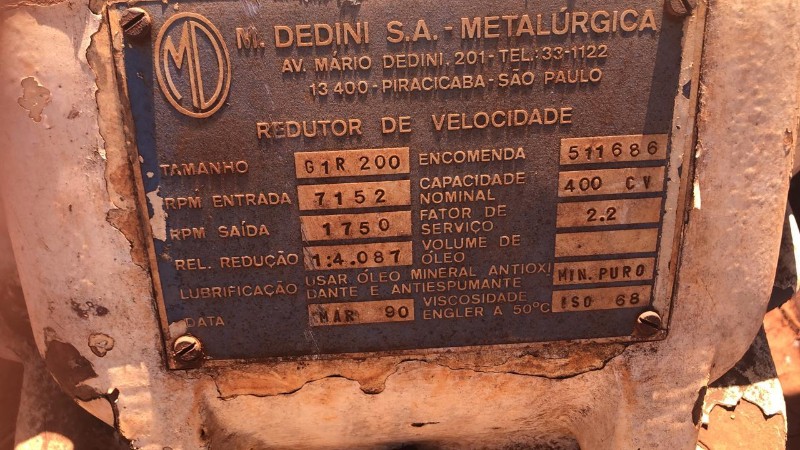 MD
M. DEDINI S.A. - METALÚRGICA
AV. MÁRIO DEDINI, 201 - TEL.: 33-1122
13 400 - PIRACICABA - SÃO PAULO
REDUTOR DE VELOCIDADE
TAMANHO G1R 200 ENCOMENDA 511686
RPM ENTRADA 7152 CAPACIDADE NOMINAL 400 CV
RPM SAÍDA 1750 FATOR DE SERVIÇO 2.2
REL. REDUÇÃO 1:4.087 VOLUME DE ÓLEO
LUBRIFICAÇÃO USAR ÓLEO MINERAL ANTIOXI
DANTE E ANTIESPUMANTE MIN. PURO
DATA MAR 90 VISCOSIDADE ENGLER A 50°C ISO 68